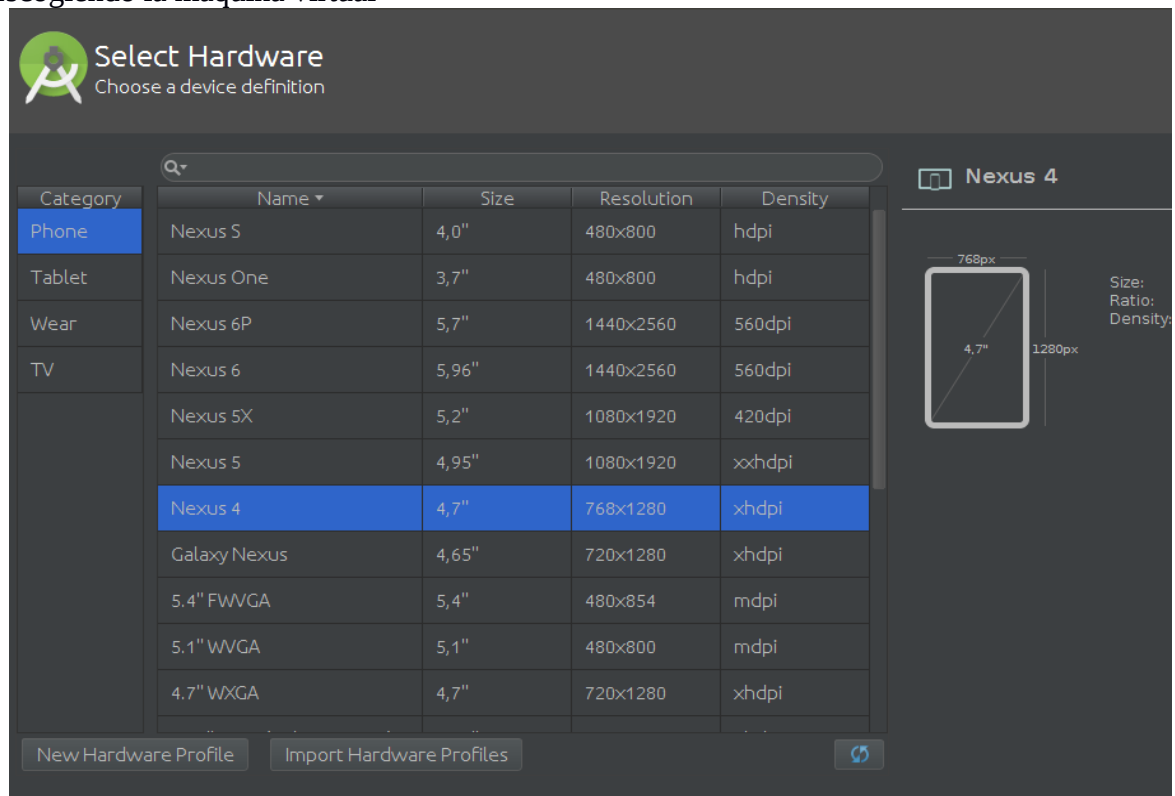 Select Hardware
Choose a device definition
Category
Phone
Tablet
Wear
TV
Name Size Resolution Density
Nexus S 4,0" 480x800 hdpi
Nexus One 3,7" 480x800 hdpi
Nexus 6P 5,7" 1440x2560 560dpi
Nexus 6 5,96" 1440x2560 560dpi
Nexus 5X 5,2" 1080x1920 420dpi
Nexus 5 4,95" 1080x1920 xxhdpi
Nexus 4 4,7" 768x1280 xhdpi
Galaxy Nexus 4,65" 720x1280 xhdpi
5.4" FWVGA 5,4" 480x854 mdpi
5.1" WVGA 5,1" 480x800 mdpi
4.7" WXGA 4,7" 720x1280 xhdpi
New Hardware Profile Import Hardware Profiles
Nexus 4
768px
4,7"
1280px
Size:
Ratio:
Density: